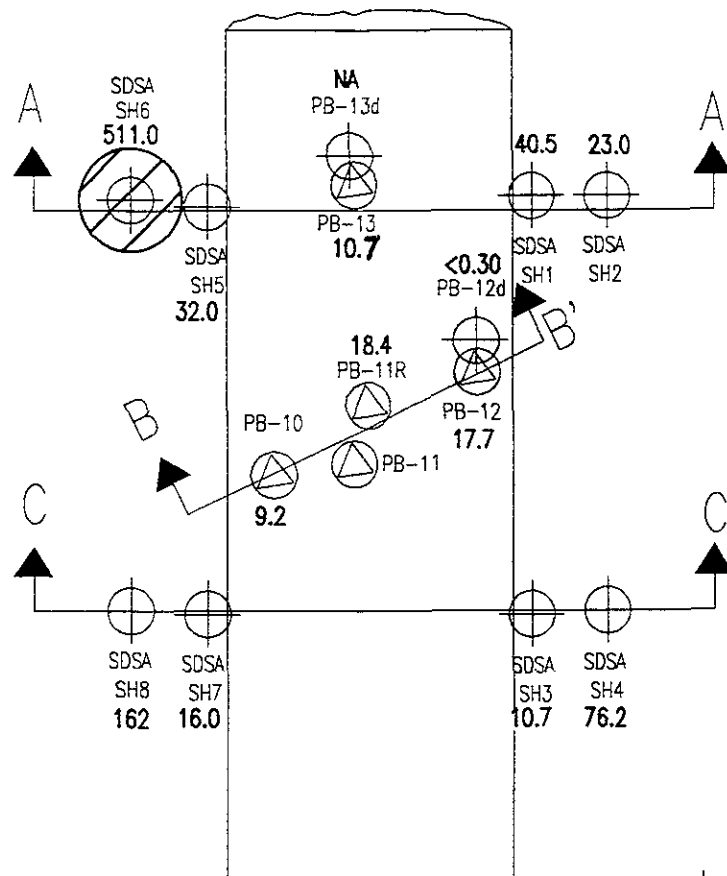 A
SDSA
SH6
511.0
NA
PB-13d
PB-13
10.7
40.5
23.0
A
SDSA
SH5
32.0
SDSA
SH1
SDSA
SH2
<0.30
PB-12d
B'
18.4
PB-11R
PB-12
17.7
B
PB-10
9.2
PB-11
C
C
SDSA
SH8
162
SDSA
SH7
16.0
SDSA
SH3
10.7
SDSA
SH4
76.2